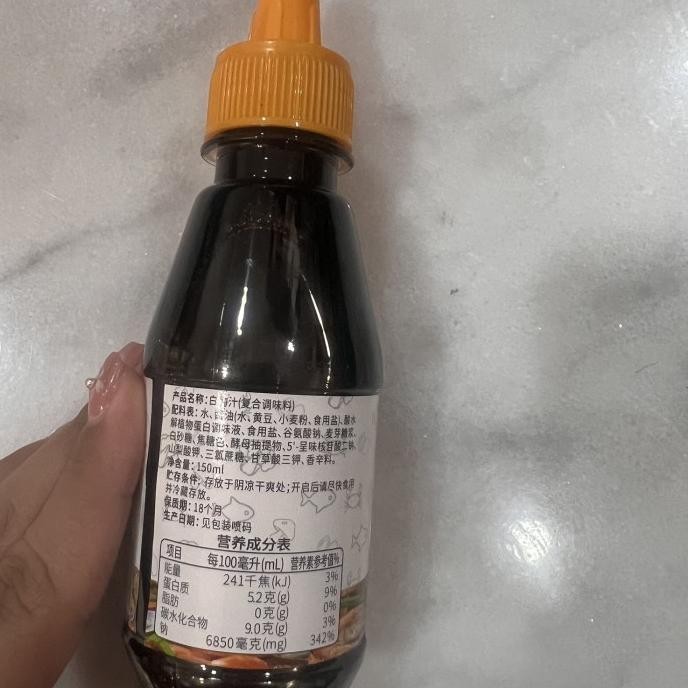 产品名称:白灼汁(复合调味料)
配料表:水、酱油(水、黄豆、小麦粉、食用盐)、酸水
解植物蛋白调味液、食用盐、谷氨酸钠、麦芽糖浆、
白砂糖、焦糖色、酵母抽提物、5'-呈味核苷酸二钠、
山梨酸钾、三氯蔗糖、甘草酸三钾、香辛料。
净含量:150ml
贮存条件:存放于阴凉干爽处;开启后请尽快食用
并冷藏存放。
保质期:18个月
生产日期:见包装喷码
营养成分表
项目 每100毫升(mL) 营养素参考值%
能量 241千焦(kJ) 3%
蛋白质 5.2克(g) 9%
脂肪 0克(g) 0%
碳水化合物 9.0克(g) 3%
钠 6850毫克(mg) 342%